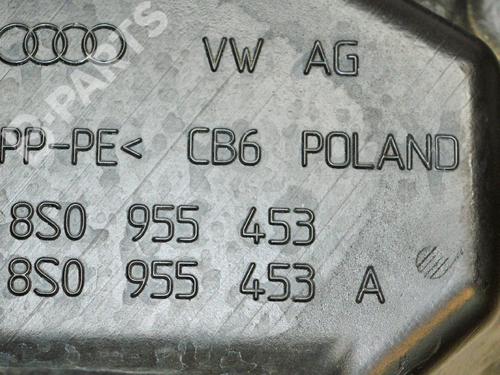 VW AG
PP-PE< CB6 POLAND
8S0 955 453
8S0 955 453 A